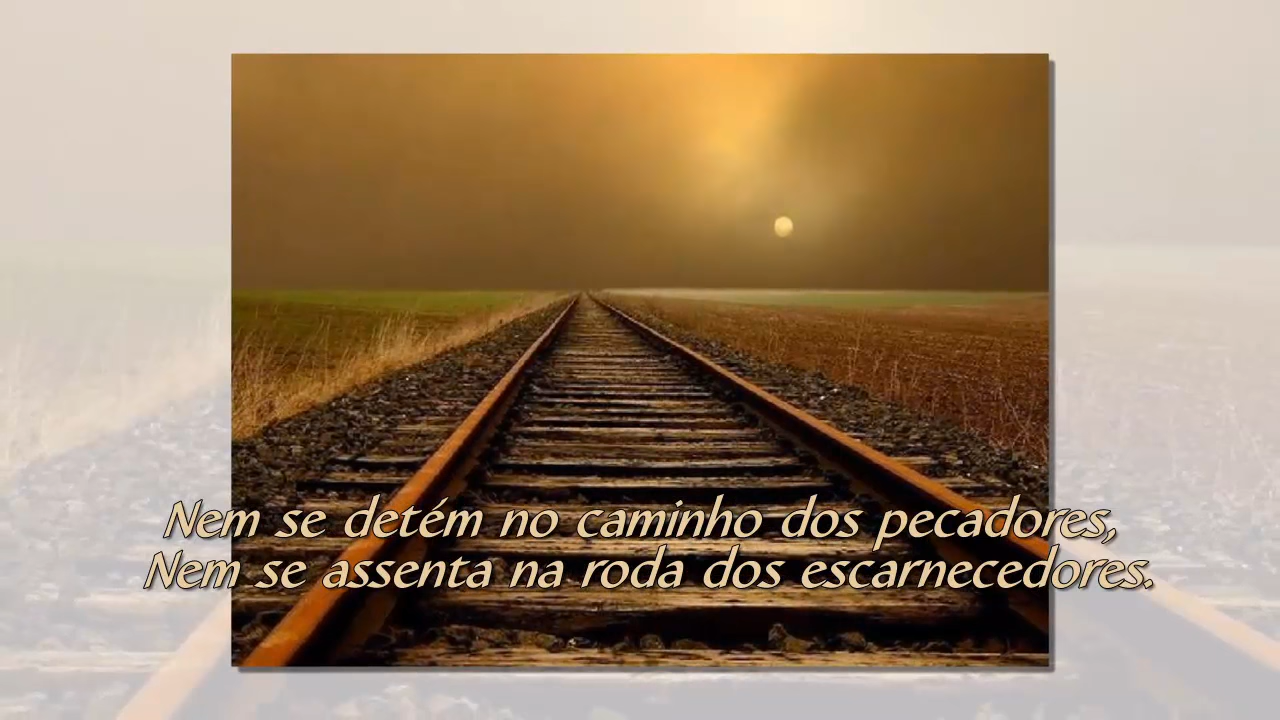 Nem se detém no caminho dos pecadores,
Nem se assenta na roda dos escarnecedores.